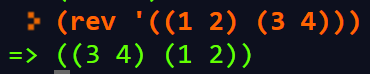 > (rev '((1 2) (3 4)))
=> ((3 4) (1 2))